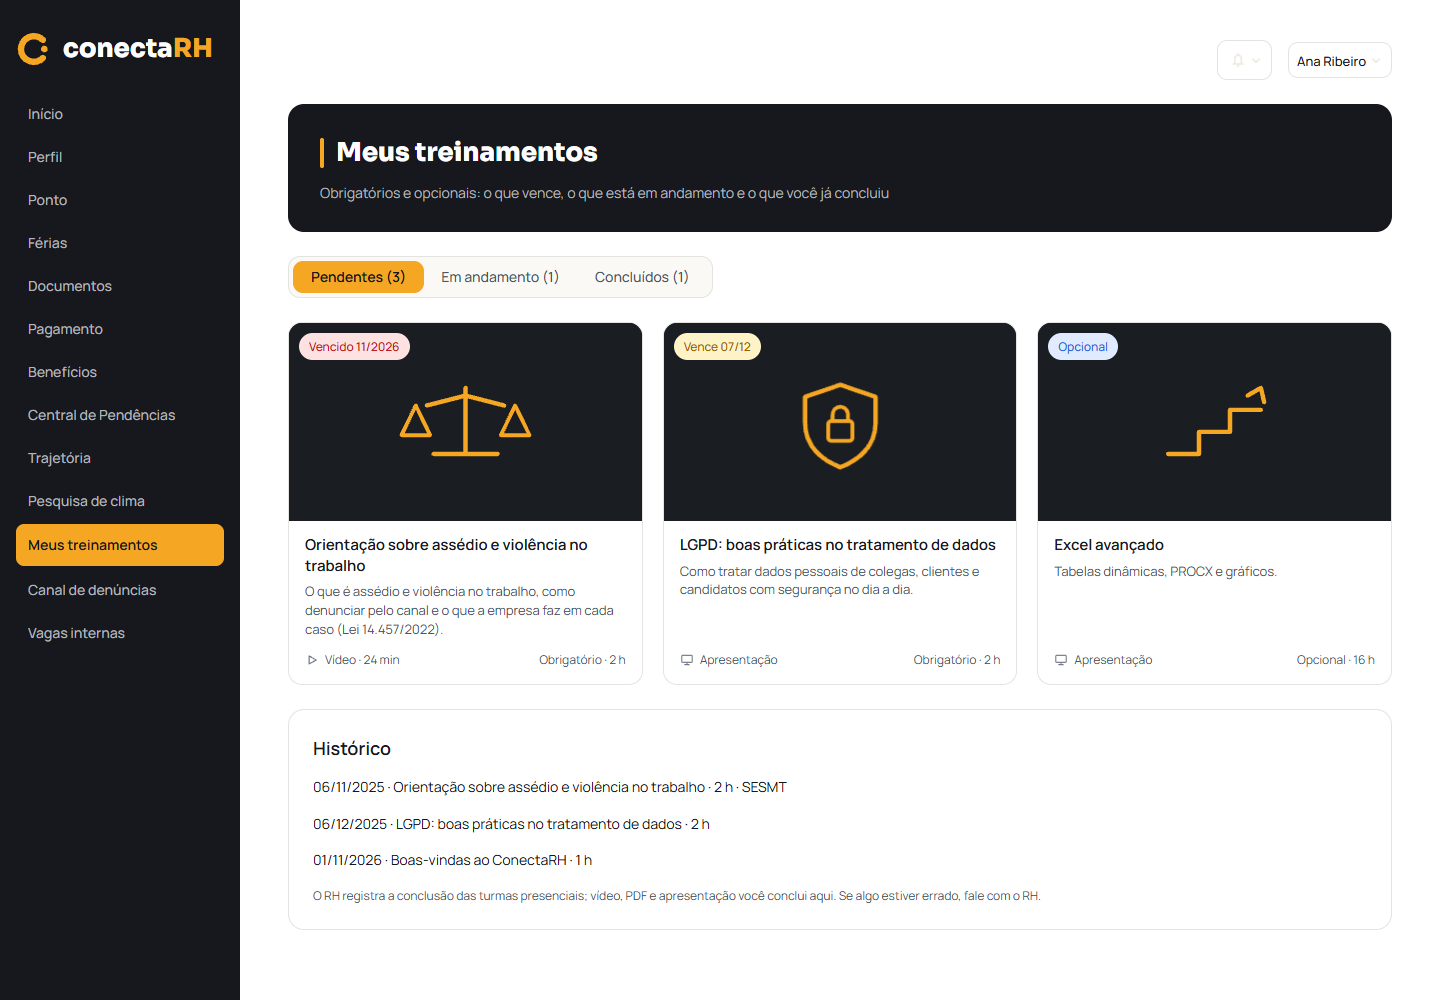 conectaRH
Início
Perfil
Ponto
Férias
Documentos
Pagamento
Benefícios
Central de Pendências
Trajetória
Pesquisa de clima
Meus treinamentos
Canal de denúncias
Vagas internas
Ana Ribeiro
Meus treinamentos
Obrigatórios e opcionais: o que vence, o que está em andamento e o que você já concluiu
Pendentes (3)
Em andamento (1)
Concluídos (1)
Vencido 11/2026
Orientação sobre assédio e violência no
trabalho
O que é assédio e violência no trabalho, como
denunciar pelo canal e o que a empresa faz em cada
caso (Lei 14.457/2022).
Vídeo · 24 min
Obrigatório · 2 h
Vence 07/12
LGPD: boas práticas no tratamento de dados
Como tratar dados pessoais de colegas, clientes e
candidatos com segurança no dia a dia.
Apresentação
Obrigatório · 2 h
Opcional
Excel avançado
Tabelas dinâmicas, PROCX e gráficos.
Apresentação
Opcional · 16 h
Histórico
06/11/2025 · Orientação sobre assédio e violência no trabalho · 2 h · SESMT
06/12/2025 · LGPD: boas práticas no tratamento de dados · 2 h
01/11/2026 · Boas-vindas ao ConectaRH · 1 h
O RH registra a conclusão das turmas presenciais; vídeo, PDF e apresentação você conclui aqui. Se algo estiver errado, fale com o RH.